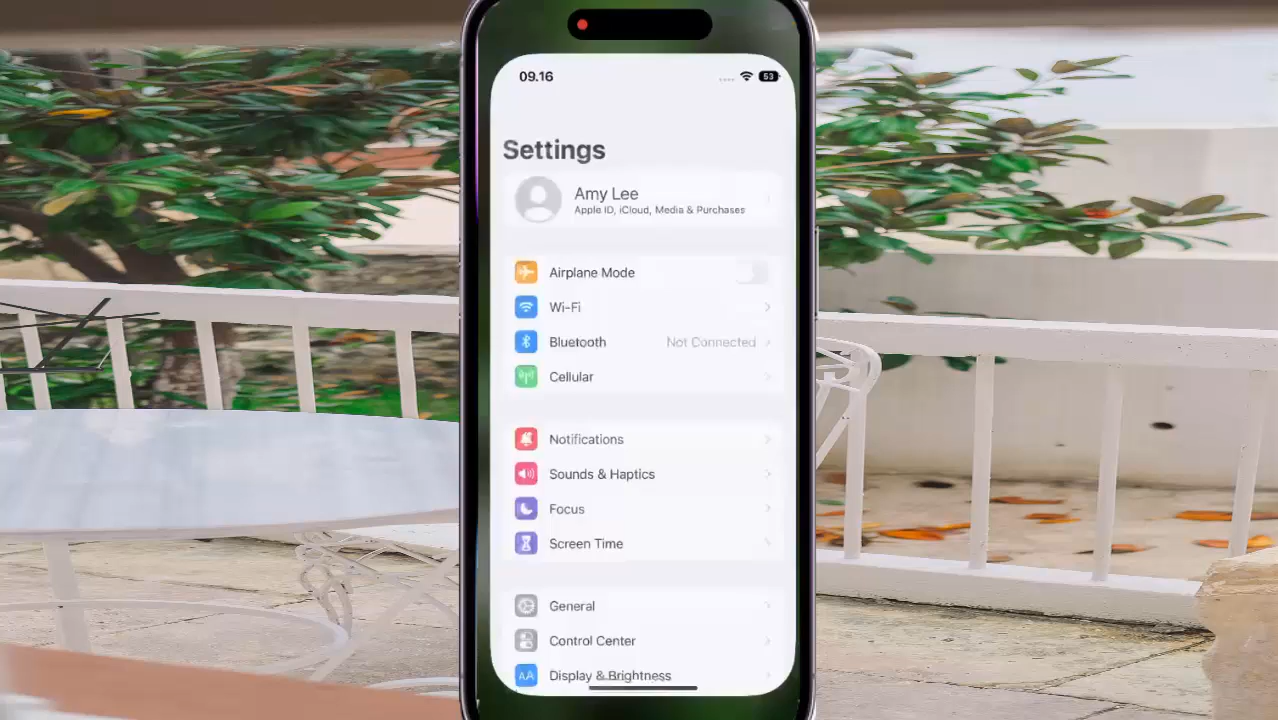 09.16
53
Settings
Amy Lee
Apple ID, iCloud, Media & Purchases
Airplane Mode
Wi-Fi
Bluetooth Not Connected
Cellular
Notifications
Sounds & Haptics
Focus
Screen Time
General
Control Center
AA Display & Brightness